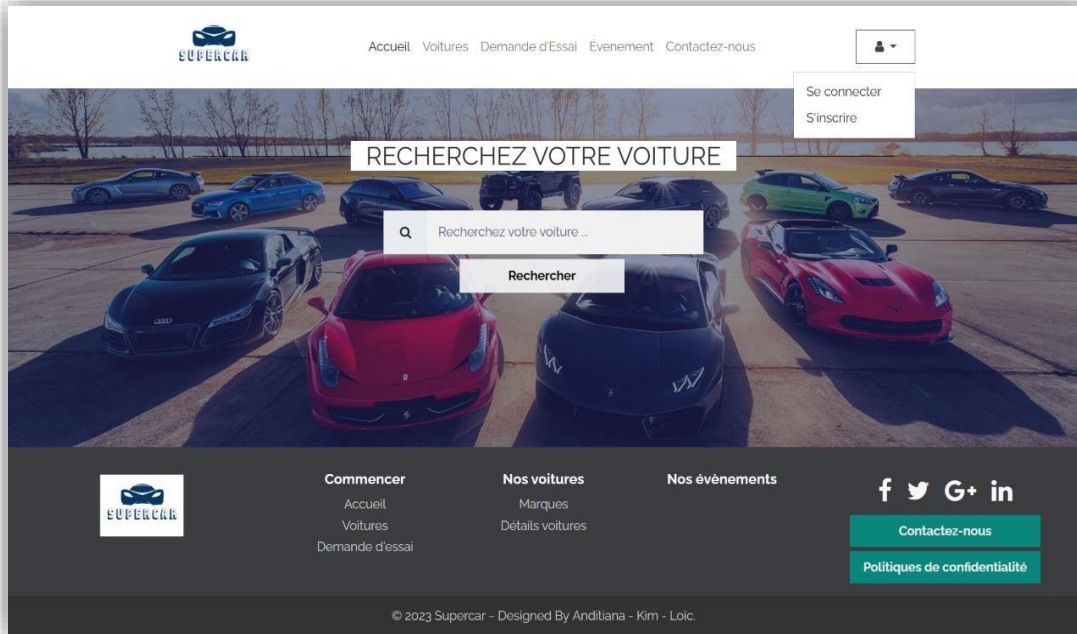 SUPERCAR
Accueil Voitures Demande d'Essai Évenement Contactez-nous
Se connecter
S'inscrire
RECHERCHEZ VOTRE VOITURE
Recherchez votre voiture ...
Rechercher
SUPERCAR
Commencer
Accueil
Voitures
Demande d'essai
Nos voitures
Marques
Détails voitures
Nos évènements
f G+ in
Contactez-nous
Politiques de confidentialité
© 2023 Supercar - Designed By Anditiana - Kim - Loïc.